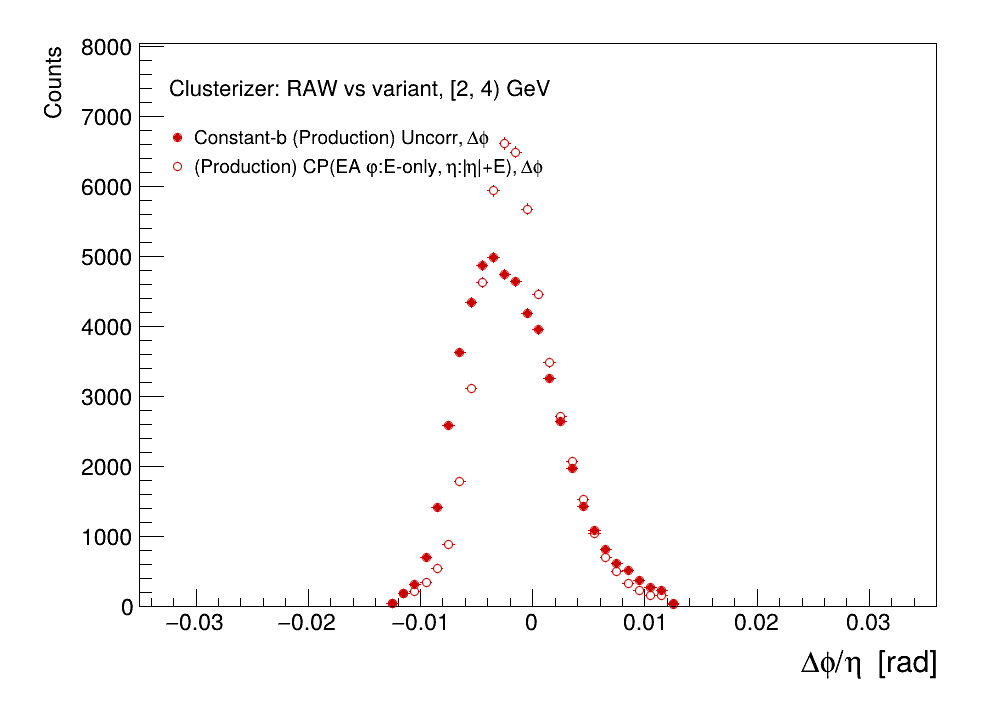 Counts
8000
7000
6000
5000
4000
3000
2000
1000
0
Clusterizer: RAW vs variant, [2, 4) GeV
Constant-b (Production) Uncorr, Δϕ
(Production) CP(EA φ:E-only, η:|η|+E), Δϕ
−0.03 −0.02 −0.01 0 0.01 0.02 0.03
Δϕ/η [rad]